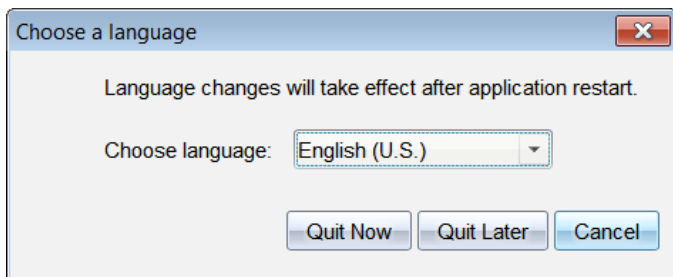 Choose a language
Language changes will take effect after application restart.
Choose language: English (U.S.)
Quit Now Quit Later Cancel